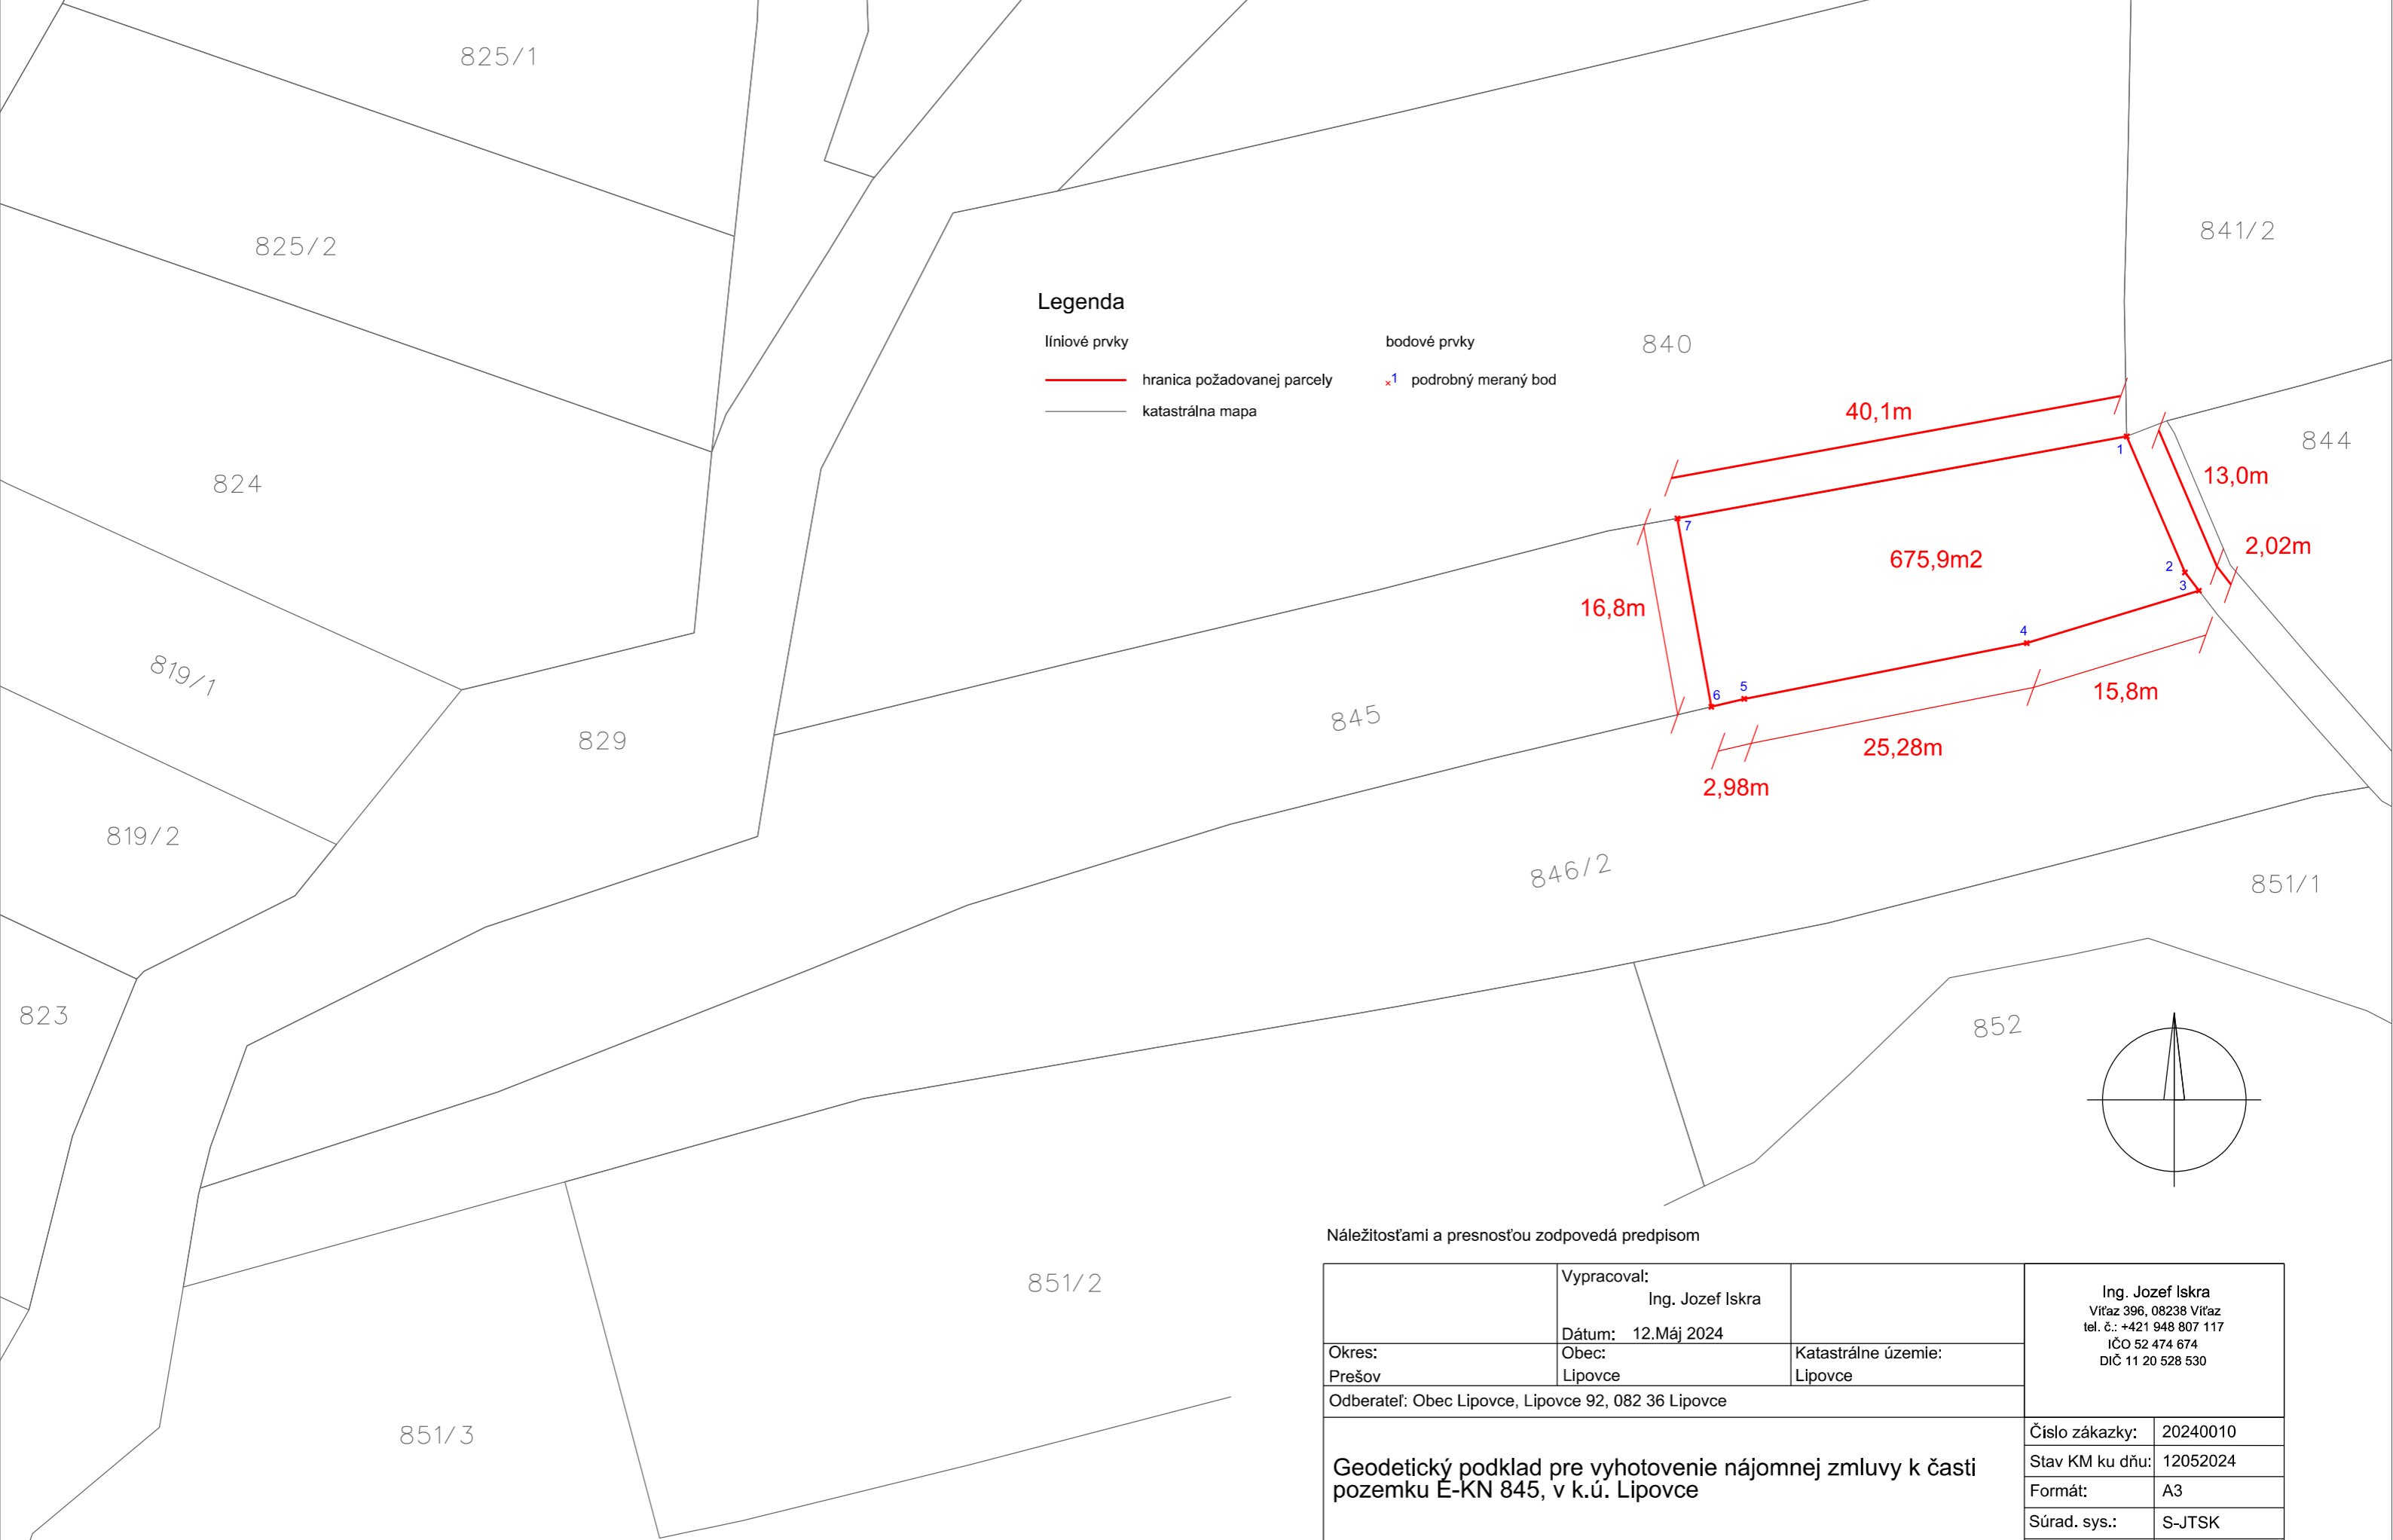 825/1
825/2
841/2
Legenda
líniové prvky
bodové prvky
840
hranica požadovanej parcely
1 podrobný meraný bod
katastrálna mapa
40,1m
844
1
13,0m
824
7
675,9m2
2,02m
2
3
16,8m
4
819/1
6
5
15,8m
845
829
25,28m
2,98m
819/2
846/2
851/1
823
852
Náležitosťami a presnosťou zodpovedá predpisom
851/2
Vypracoval:
Ing. Jozef Iskra
Dátum: 12.Máj 2024
Ing. Jozef Iskra
Víťaz 396, 08238 Víťaz
tel. č.: +421 948 807 117
IČO 52 474 674
DIČ 11 20 528 530
Okres:
Prešov
Obec:
Lipovce
Katastrálne územie:
Lipovce
Odberateľ: Obec Lipovce, Lipovce 92, 082 36 Lipovce
851/3
Číslo zákazky: 20240010
Stav KM ku dňu: 12052024
Formát: A3
Súrad. sys.: S-JTSK
Geodetický podklad pre vyhotovenie nájomnej zmluvy k časti
pozemku E-KN 845, v k.ú. Lipovce